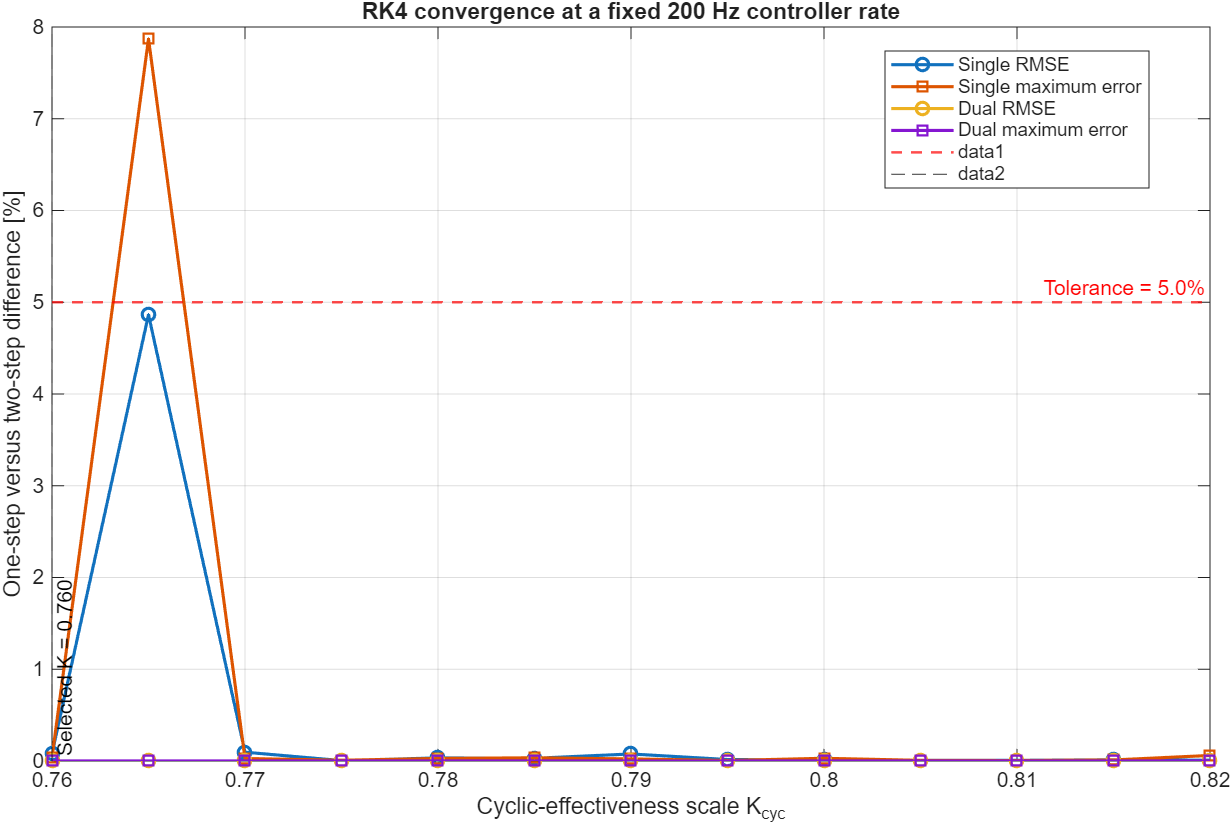 RK4 convergence at a fixed 200 Hz controller rate
One-step versus two-step difference [%]
8
7
6
5
4
3
2
1
0
Single RMSE
Single maximum error
Dual RMSE
Dual maximum error
data1
data2
Tolerance = 5.0%
Selected K = 0.760
0.76
0.77
0.78
0.79
0.8
0.81
0.82
Cyclic-effectiveness scale Kcyc